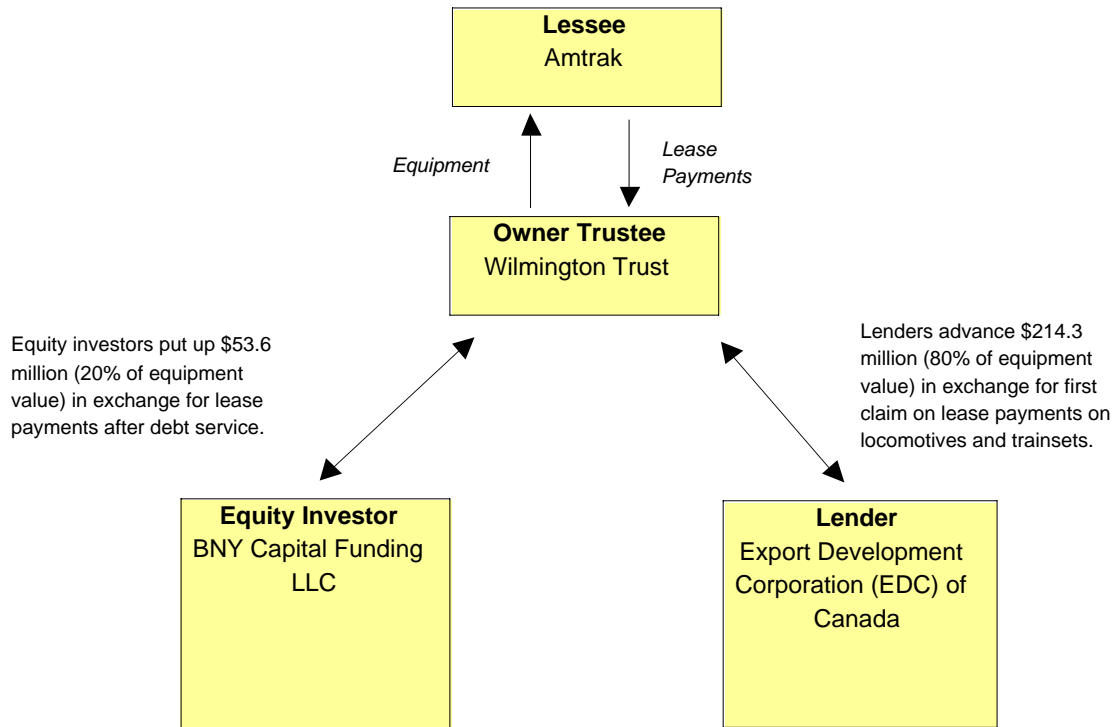 Lessee
Amtrak
Equipment
Lease
Payments
Owner Trustee
Wilmington Trust
Equity investors put up $53.6
million (20% of equipment
value) in exchange for lease
payments after debt service.
Lenders advance $214.3
million (80% of equipment
value) in exchange for first
claim on lease payments on
locomotives and trainsets.
Equity Investor
BNY Capital Funding
LLC
Lender
Export Development
Corporation (EDC) of
Canada